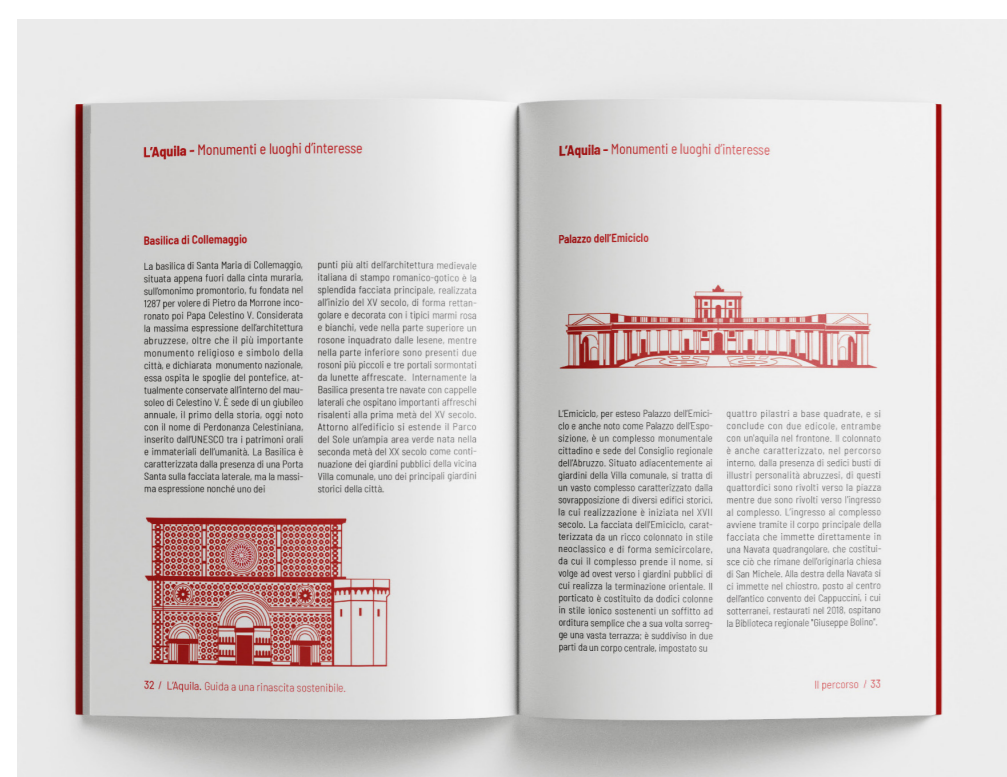 L'Aquila - Monumenti e luoghi d'interesse
Basilica di Collemaggio
La basilica di Santa Maria di Collemaggio,
situata appena fuori dalla cinta muraria,
sull'omonimo promontorio, fu fondata nel
1287 per volere di Pietro da Morrone inco-
ronato poi Papa Celestino V. Considerata
la massima espressione dell'architettura
abruzzese, oltre che il più importante
monumento religioso e simbolo della
città, e dichiarata monumento nazionale,
essa ospita le spoglie del pontefice, at-
tualmente conservate all'interno del mau-
soleo di Celestino V. È sede di un giubileo
annuale, il primo della storia, oggi noto
con il nome di Perdonanza Celestiniana,
inserito dall'UNESCO tra i patrimoni orali
e immateriali dell'umanità. La Basilica è
caratterizzata dalla presenza di una Porta
Santa sulla facciata laterale, ma la massi-
ma espressione nonché uno dei
punti più alti dell'architettura medievale
italiana di stampo romanico-gotico è la
splendida facciata principale, realizzata
all'inizio del XV secolo, di forma rettan-
golare e decorata con i tipici marmi rosa
e bianchi, vede nella parte superiore un
rosone inquadrato dalle lesene, mentre
nella parte inferiore sono presenti due
rosoni più piccoli e tre portali sormontati
da lunette affrescate. Internamente la
Basilica presenta tre navate con cappelle
laterali che ospitano importanti affreschi
risalenti alla prima metà del XV secolo.
Attorno all'edificio si estende il Parco
del Sole un'ampia area verde nata nella
seconda metà del XX secolo come conti-
nuazione dei giardini pubblici della vicina
Villa comunale, uno dei principali giardini
storici della città.
32 / L'Aquila. Guida a una rinascita sostenibile.
L'Aquila - Monumenti e luoghi d'interesse
Palazzo dell'Emiciclo
L'Emiciclo, per esteso Palazzo dell'Emici-
clo e anche noto come Palazzo dell'Espo-
sizione, è un complesso monumentale
cittadino e sede del Consiglio regionale
dell'Abruzzo. Situato adiacentemente ai
giardini della Villa comunale, si tratta di
un vasto complesso caratterizzato dalla
sovrapposizione di diversi edifici storici,
la cui realizzazione è iniziata nel XVII
secolo. La facciata dell'Emiciclo, carat-
terizzata da un ricco colonnato in stile
neoclassico e di forma semicircolare,
da cui il complesso prende il nome, si
volge ad ovest verso i giardini pubblici di
cui realizza la terminazione orientale. Il
porticato è costituito da dodici colonne
in stile ionico sostenenti un soffitto ad
orditura semplice che a sua volta sorreg-
ge una vasta terrazza; è suddiviso in due
parti da un corpo centrale, impostato su
quattro pilastri a base quadrate, e si
conclude con due edicole, entrambe
con un'aquila nel frontone. Il colonnato
è anche caratterizzato, nel percorso
interno, dalla presenza di sedici busti di
illustri personalità abruzzesi, di questi
quattordici sono rivolti verso la piazza
mentre due sono rivolti verso l'ingresso
al complesso. L'ingresso al complesso
avviene tramite il corpo principale della
facciata che immette direttamente in
una Navata quadrangolare, che costitui-
sce ciò che rimane dell'originaria chiesa
di San Michele. Alla destra della Navata si
ci immette nel chiostro, posto al centro
dell'antico convento dei Cappuccini, i cui
sotterranei, restaurati nel 2018, ospitano
la Biblioteca regionale "Giuseppe Bolino".
Il percorso / 33